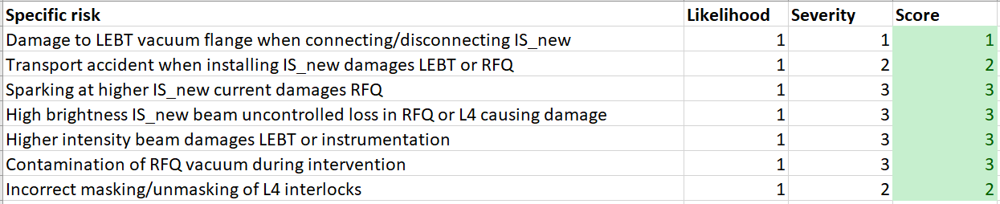 Specific risk Likelihood Severity Score
Damage to LEBT vacuum flange when connecting/disconnecting IS_new 1 1 1
Transport accident when installing IS_new damages LEBT or RFQ 1 2 2
Sparking at higher IS_new current damages RFQ 1 3 3
High brightness IS_new beam uncontrolled loss in RFQ or L4 causing damage 1 3 3
Higher intensity beam damages LEBT or instrumentation 1 3 3
Contamination of RFQ vacuum during intervention 1 3 3
Incorrect masking/unmasking of L4 interlocks 1 2 2